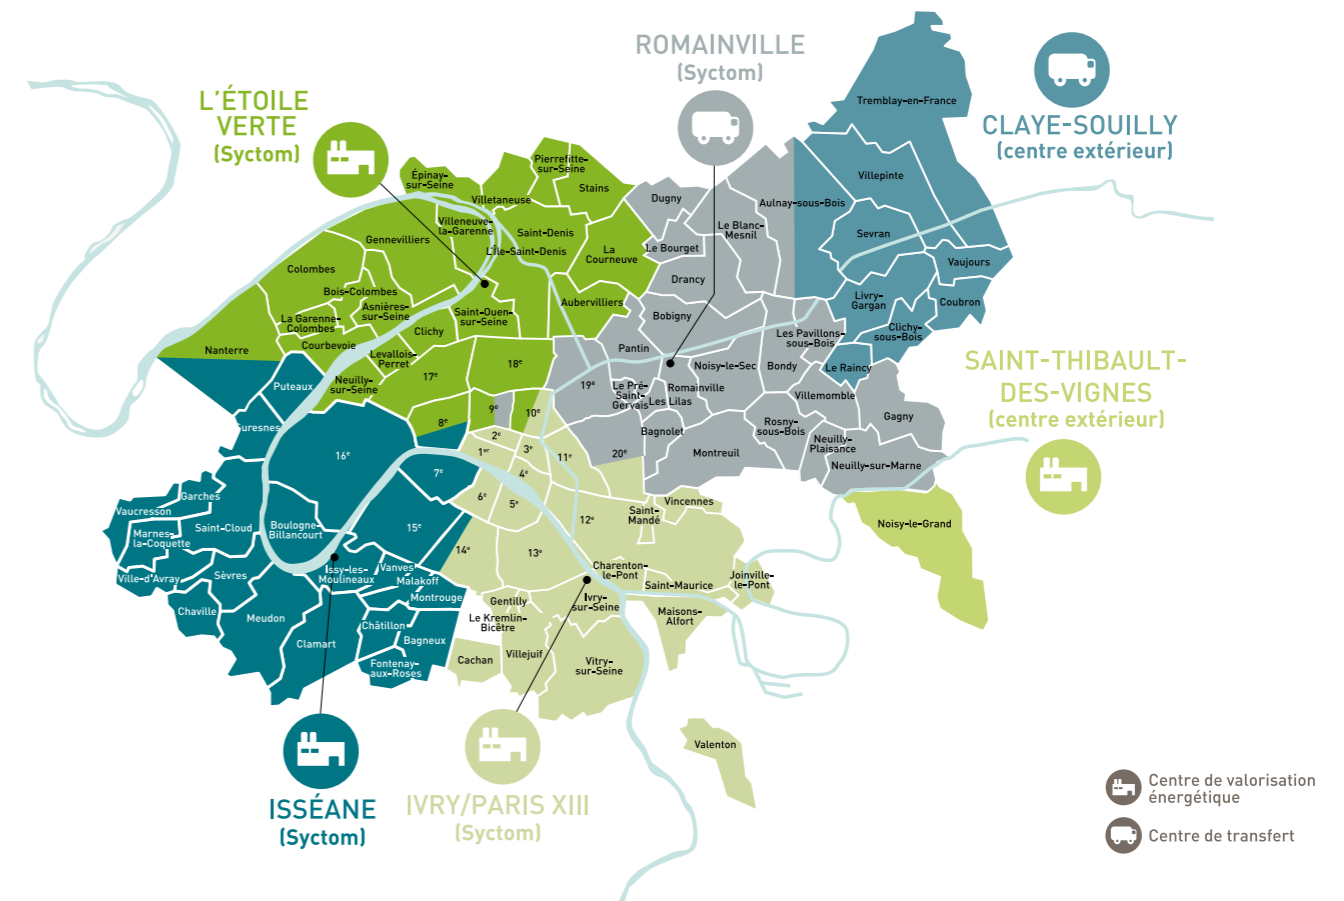 ROMAINVILLE
(Syctom)
L'ÉTOILE
VERTE
(Syctom)
CLAYE-SOUILLY
(centre extérieur)
SAINT-THIBAULT-
DES-VIGNES
(centre extérieur)
ISSÉANE
(Syctom)
IVRY/PARIS XIII
(Syctom)
Tremblay-en-France
Villepinte
Aulnay-sous-Bois
Sevran
Vaujours
Livry-
Gargan
Coubron
Clichy-
sous-Bois
Le Raincy
Épinay-
sur-Seine
Pierrefitte-
sur-Seine
Villetaneuse
Stains
Villeneuve-
la-Garenne
Gennevilliers
Saint-Denis
L'Île-Saint-Denis
La
Courneuve
Colombes
Bois-Colombes
Asnières-
sur-Seine
La Garenne-
Colombes
Saint-Ouen-
sur-Seine
Aubervilliers
Clichy
Courbevoie
Nanterre
Levallois-
Perret
Neuilly-
sur-Seine
17e
18e
8e
9e
10e
Dugny
Le Blanc-
Mesnil
Le Bourget
Drancy
Bobigny
Pantin
Les Pavillons-
sous-Bois
Noisy-le-Sec
Bondy
19e
Le Pré-
Saint-
Gervais
Romainville
Les Lilas
Villemomble
Gagny
Bagnolet
Rosny-
sous-Bois
Neuilly-
Plaisance
Montreuil
20e
Neuilly-sur-Marne
Noisy-le-Grand
Puteaux
Suresnes
16e
7e
15e
Garches
Vaucresson
Saint-Cloud
Marnes-
la-Coquette
Boulogne-
Billancourt
Ville-d'Avray
Sèvres
Issy-les-
Moulineaux
Vanves
Malakoff
Montrouge
Chaville
Meudon
Clamart
Châtillon
Bagneux
Fontenay-
aux-Roses
2e
1er
3e
11e
4e
6e
5e
12e
14e
13e
Vincennes
Saint-
Mandé
Charenton-
le-Pont
Saint-Maurice
Joinville-
le-Pont
Gentilly
Ivry-
sur-Seine
Le Kremlin-
Bicêtre
Maisons-
Alfort
Cachan
Villejuif
Vitry-
sur-Seine
Valenton
Centre de valorisation
énergétique
Centre de transfert